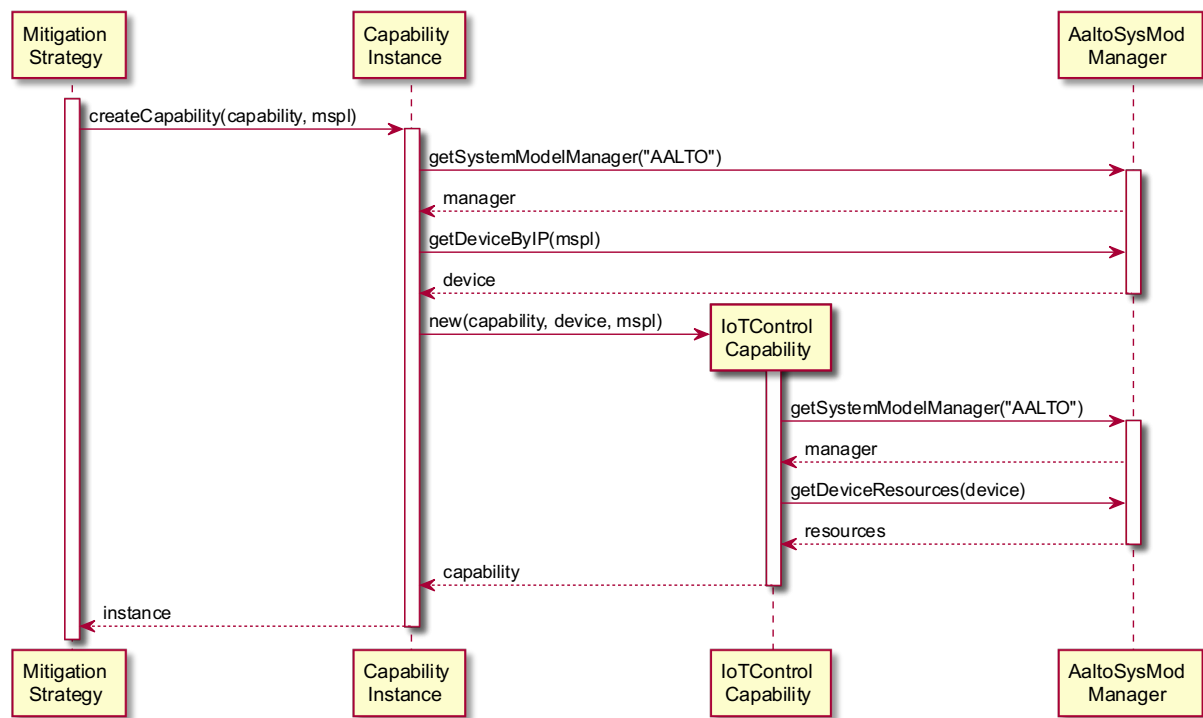 Mitigation
Strategy
Capability
Instance
AaltoSysMod
Manager
createCapability(capability, mspl)
getSystemModelManager("AALTO")
manager
getDeviceByIP(mspl)
device
new(capability, device, mspl)
IoTControl
Capability
getSystemModelManager("AALTO")
manager
getDeviceResources(device)
resources
capability
instance
Mitigation
Strategy
Capability
Instance
IoTControl
Capability
AaltoSysMod
Manager